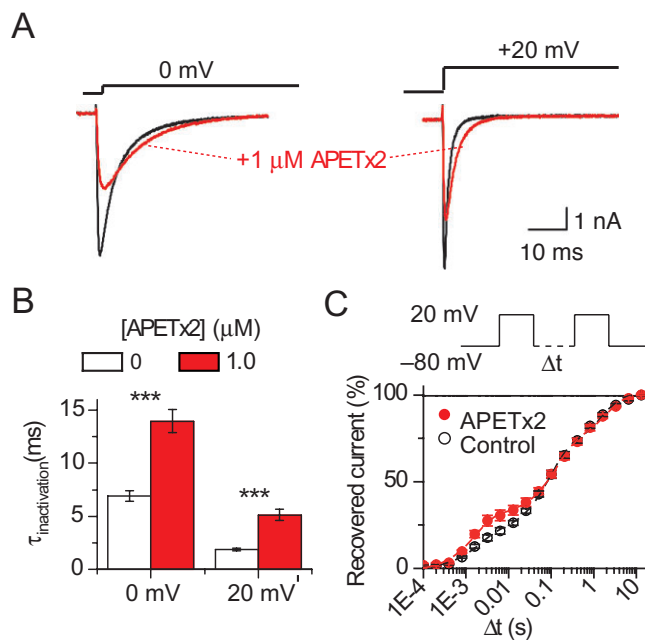 A
0 mV
+20 mV
+1 μM APETx2
1 nA
10 ms
B
[APETx2] (μM)
0
1.0
***
***
15
10
5
0
τinactivation(ms)
0 mV
20 mV
C
20 mV
−80 mV
Δt
100
50
0
Recovered current (%)
APETx2
Control
1E-4
1E-3
0.01
0.1
1
10
Δt (s)